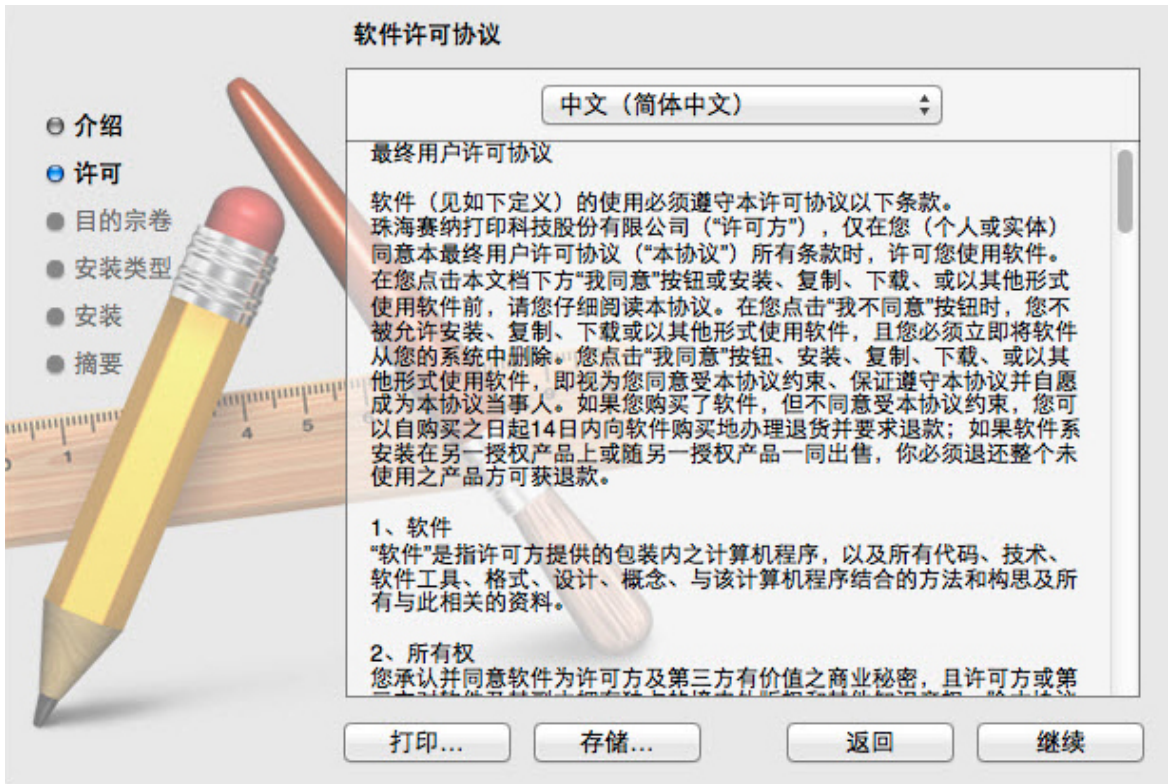 软件许可协议
介绍
许可
目的宗卷
安装类型
安装
摘要
中文（简体中文）
最终用户许可协议
软件（见如下定义）的使用必须遵守本许可协议以下条款。
珠海赛纳打印科技股份有限公司（“许可方”），仅在您（个人或实体）
同意本最终用户许可协议（“本协议”）所有条款时，许可您使用软件。
在您点击本文档下方“我同意”按钮或安装、复制、下载、或以其他形式
使用软件前，请您仔细阅读本协议。在您点击“我不同意”按钮时，您不
被允许安装、复制、下载或以其他形式使用软件，且您必须立即将软件
从您的系统中删除。您点击“我同意”按钮、安装、复制、下载、或以其
他形式使用软件，即视为您同意受本协议约束、保证遵守本协议并自愿
成为本协议当事人。如果您购买了软件，但不同意受本协议约束，您可
以自购买之日起14日内向软件购买地办理退货并要求退款；如果软件系
安装在另一授权产品上或随另一授权产品一同出售，你必须退还整个未
使用之产品方可获退款。
1、软件
“软件”是指许可方提供的包装内之计算机程序，以及所有代码、技术、
软件工具、格式、设计、概念、与该计算机程序结合的方法和构思及所
有与此相关的资料。
2、所有权
您承认并同意软件为许可方及第三方有价值之商业秘密，且许可方或第
1
4
5
打印...
存储...
返回
继续